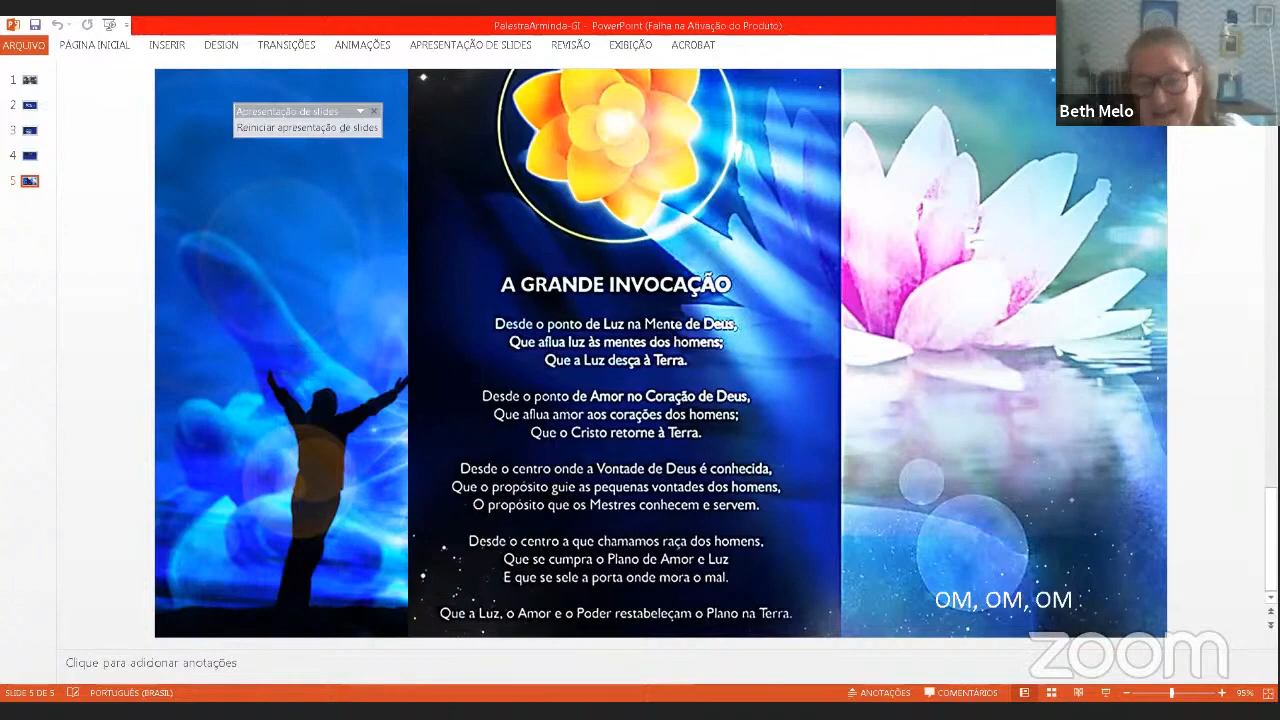 PalestraArminda-GI - PowerPoint (Falha na Ativação do Produto)
ARQUIVO PÁGINA INICIAL INSERIR DESIGN TRANSIÇÕES ANIMAÇÕES APRESENTAÇÃO DE SLIDES REVISÃO EXIBIÇÃO ACROBAT
Beth Melo
1
2
3
4
5
Apresentação de slides
Reiniciar apresentação de slides
A GRANDE INVOCAÇÃO
Desde o ponto de Luz na Mente de Deus,
Que aflua luz às mentes dos homens;
Que a Luz desça à Terra.
Desde o ponto de Amor no Coração de Deus,
Que aflua amor aos corações dos homens;
Que o Cristo retorne à Terra.
Desde o centro onde a Vontade de Deus é conhecida,
Que o propósito guie as pequenas vontades dos homens,
O propósito que os Mestres conhecem e servem.
Desde o centro a que chamamos raça dos homens,
Que se cumpra o Plano de Amor e Luz
E que se sele a porta onde mora o mal.
Que a Luz, o Amor e o Poder restabeleçam o Plano na Terra.
OM, OM, OM
zoom
Clique para adicionar anotações
SLIDE 5 DE 5 PORTUGUÊS (BRASIL) ANOTAÇÕES COMENTÁRIOS 95%